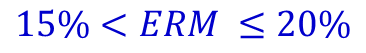 15% < ERM ≤ 20%